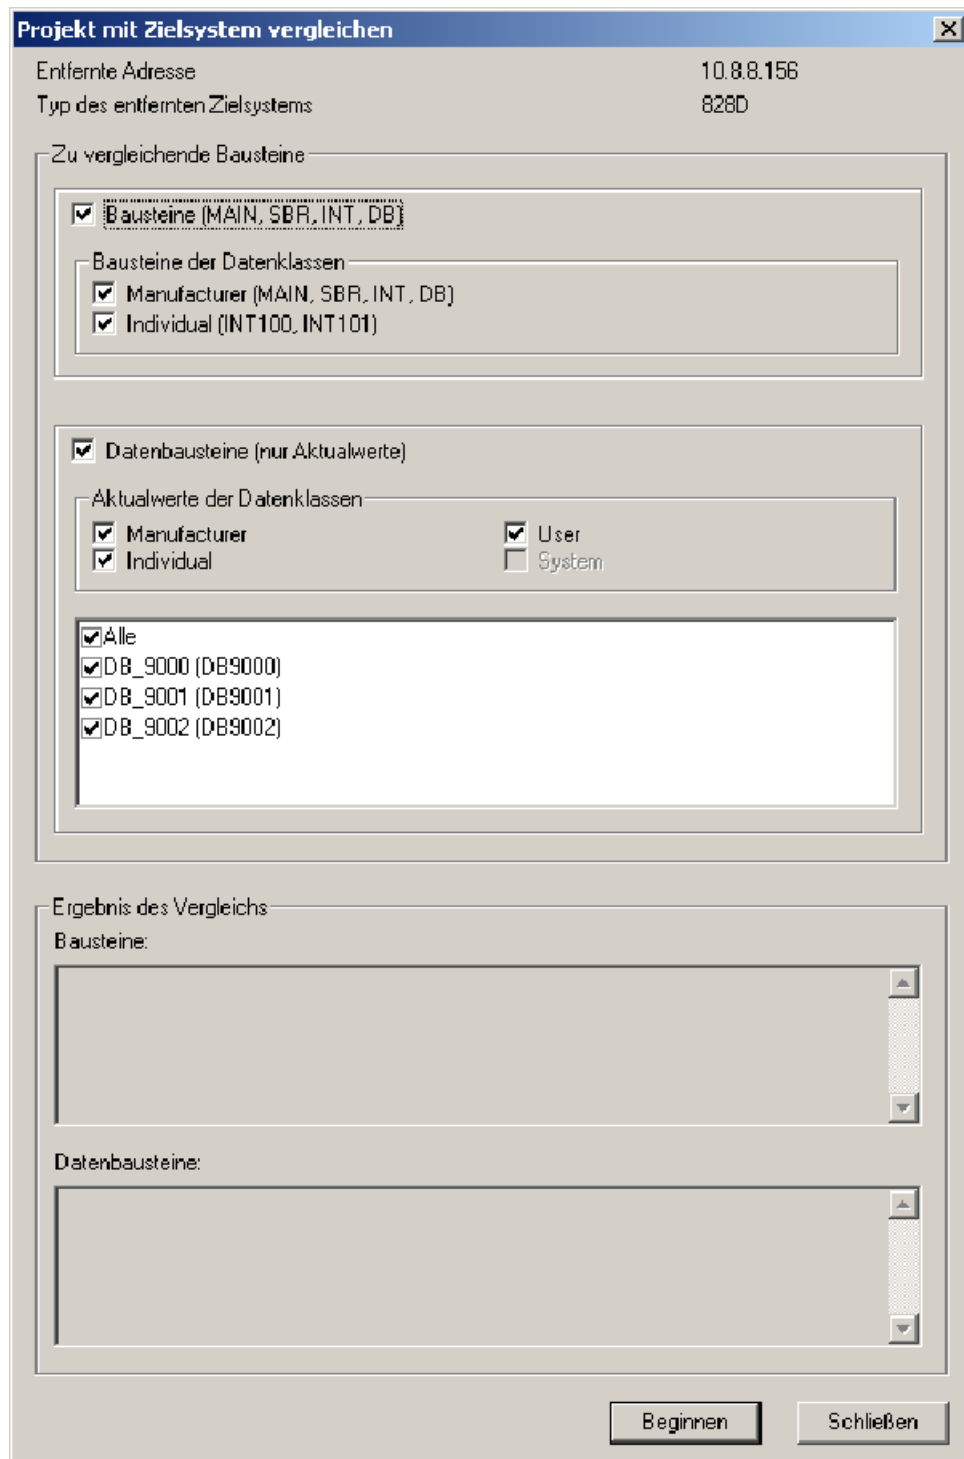 Projekt mit Zielsystem vergleichen
Entfernte Adresse 10.8.8.156
Typ des entfernten Zielsystems 828D
Zu vergleichende Bausteine
Bausteine (MAIN, SBR, INT, DB)
Bausteine der Datenklassen
Manufacturer (MAIN, SBR, INT, DB)
Individual (INT100, INT101)
Datenbausteine (nur Aktualwerte)
Aktualwerte der Datenklassen
Manufacturer User
Individual System
Alle
DB_9000 (DB9000)
DB_9001 (DB9001)
DB_9002 (DB9002)
Ergebnis des Vergleichs
Bausteine:
Datenbausteine:
Beginnen Schließen